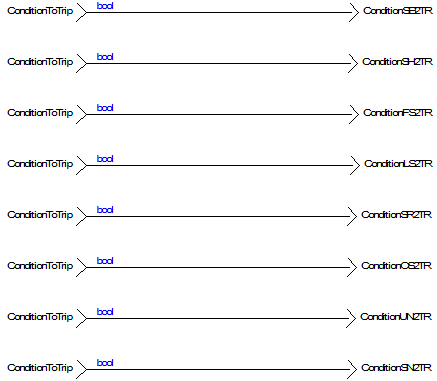 ConditionToTrip bool ConditionSB2TR
ConditionToTrip bool ConditionSH2TR
ConditionToTrip bool ConditionFS2TR
ConditionToTrip bool ConditionLS2TR
ConditionToTrip bool ConditionSR2TR
ConditionToTrip bool ConditionOS2TR
ConditionToTrip bool ConditionUN2TR
ConditionToTrip bool ConditionSN2TR